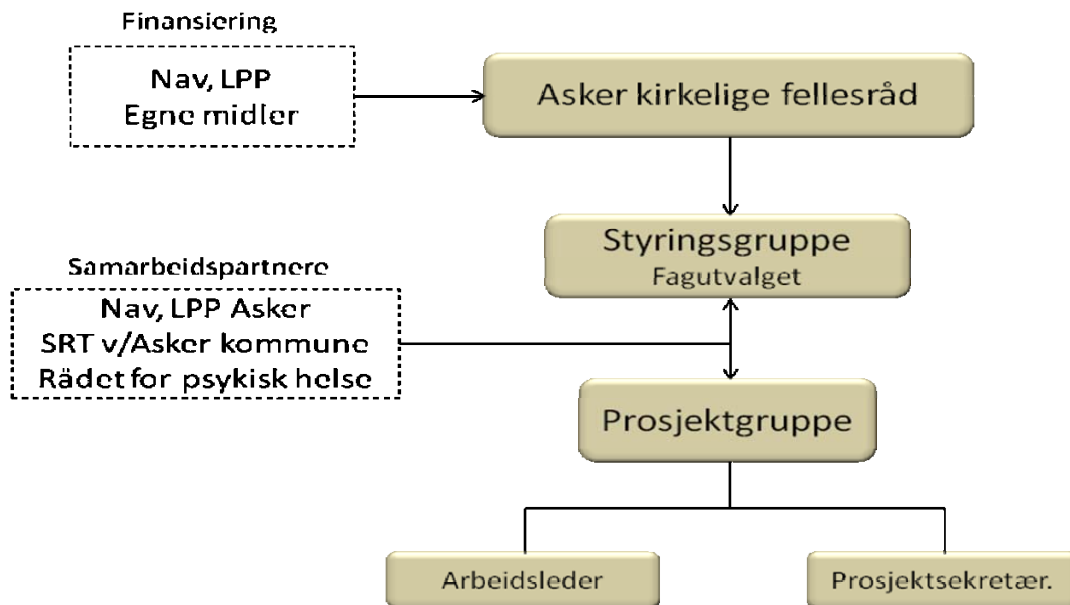 Finansiering
Nav, LPP
Egne midler
Asker kirkelige fellesråd
Styringsgruppe
Fagutvalget
Samarbeidspartnere
Nav, LPP Asker
SRT v/Asker kommune
Rådet for psykisk helse
Prosjektgruppe
Arbeidsleder
Prosjektsekretær.